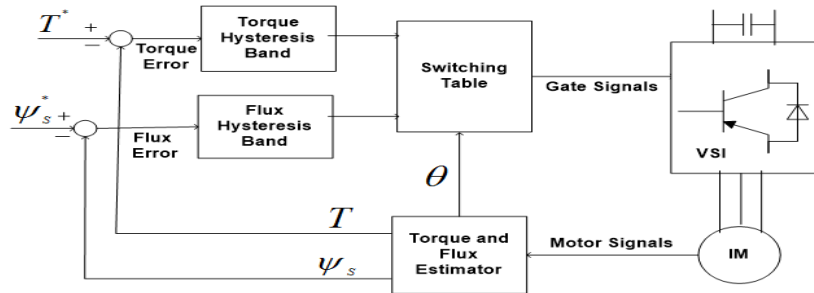 T* +
−
Torque
Error
Torque
Hysteresis
Band
Switching
Table
Gate Signals
VSI
ψs* +
−
Flux
Error
Flux
Hysteresis
Band
θ
T
ψs
Torque and
Flux
Estimator
Motor Signals
IM